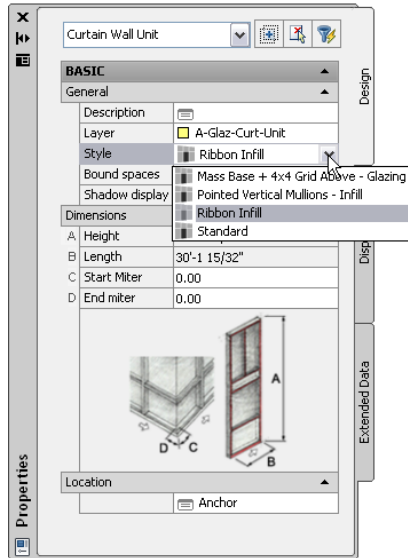 Curtain Wall Unit
BASIC
General
Description
Layer A-Glaz-Curt-Unit
Style Ribbon Infill
Bound spaces
Mass Base + 4x4 Grid Above - Glazing
Shadow display
Pointed Vertical Mullions - Infill
Ribbon Infill
Standard
Dimensions
A Height
B Length 30'-1 15/32"
C Start Miter 0.00
D End miter 0.00
A
B
D C
Location
Anchor
Properties
Design
Disp
Extended Data